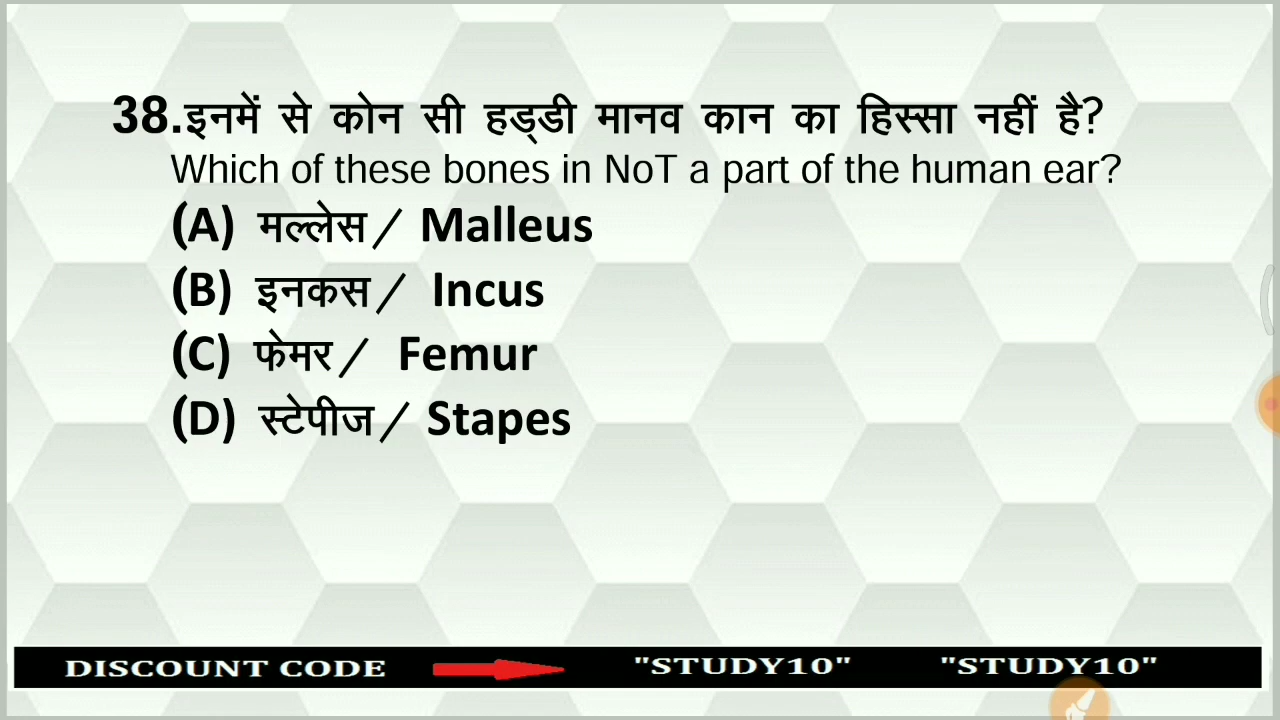 38.इनमें से कोन सी हड्डी मानव कान का हिस्सा नहीं है?
Which of these bones in NoT a part of the human ear?
(A) मल्लेस / Malleus
(B) इनकस / Incus
(C) फेमर / Femur
(D) स्टेपीज / Stapes
DISCOUNT CODE "STUDY10" "STUDY10"